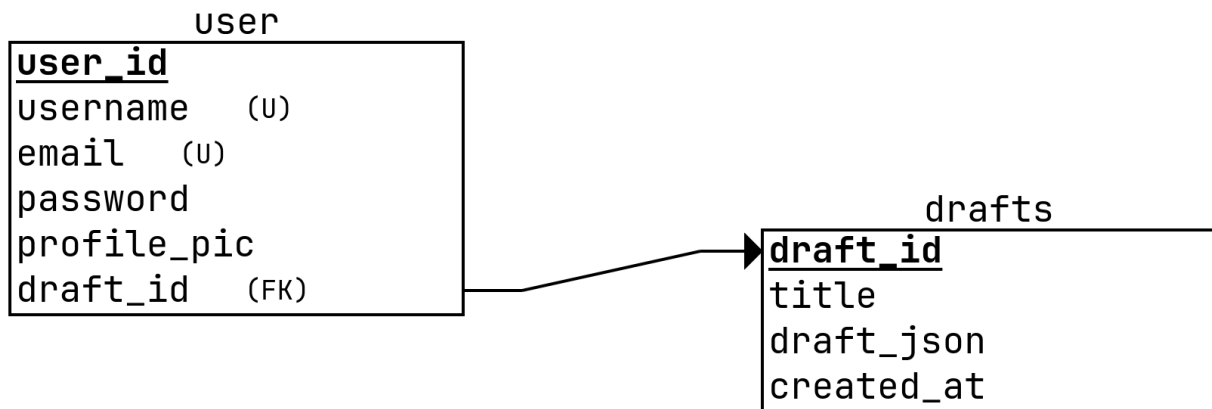 user
user_id
username (U)
email (U)
password
profile_pic
draft_id (FK)
drafts
draft_id
title
draft_json
created_at